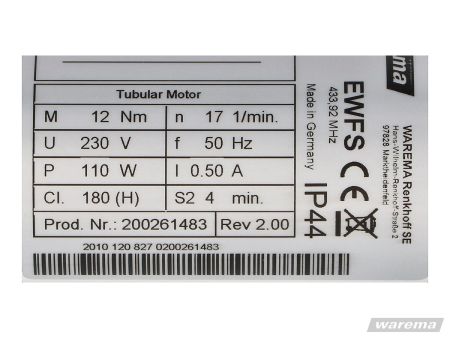 Tubular Motor
M 12 Nm n 17 1/min.
U 230 V f 50 Hz
P 110 W I 0.50 A
Cl. 180 (H) S2 4 min.
Prod. Nr.: 200261483 Rev 2.00
2010 120 827 0200261483
EWFS CE
433,92 MHz
Made in Germany
IP44
rema
WAREMA Renkhoff SE
Hans-Wilhelm-Renkhoff-Straße 2
97828 Marktheidenfeld
warema